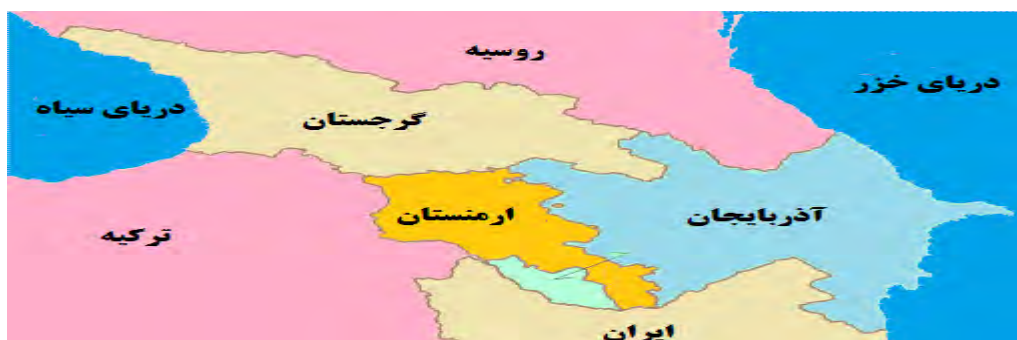 روسیه
دریای خزر
دریای سیاه
گرجستان
ارمنستان
آذربایجان
ترکیه
ایران